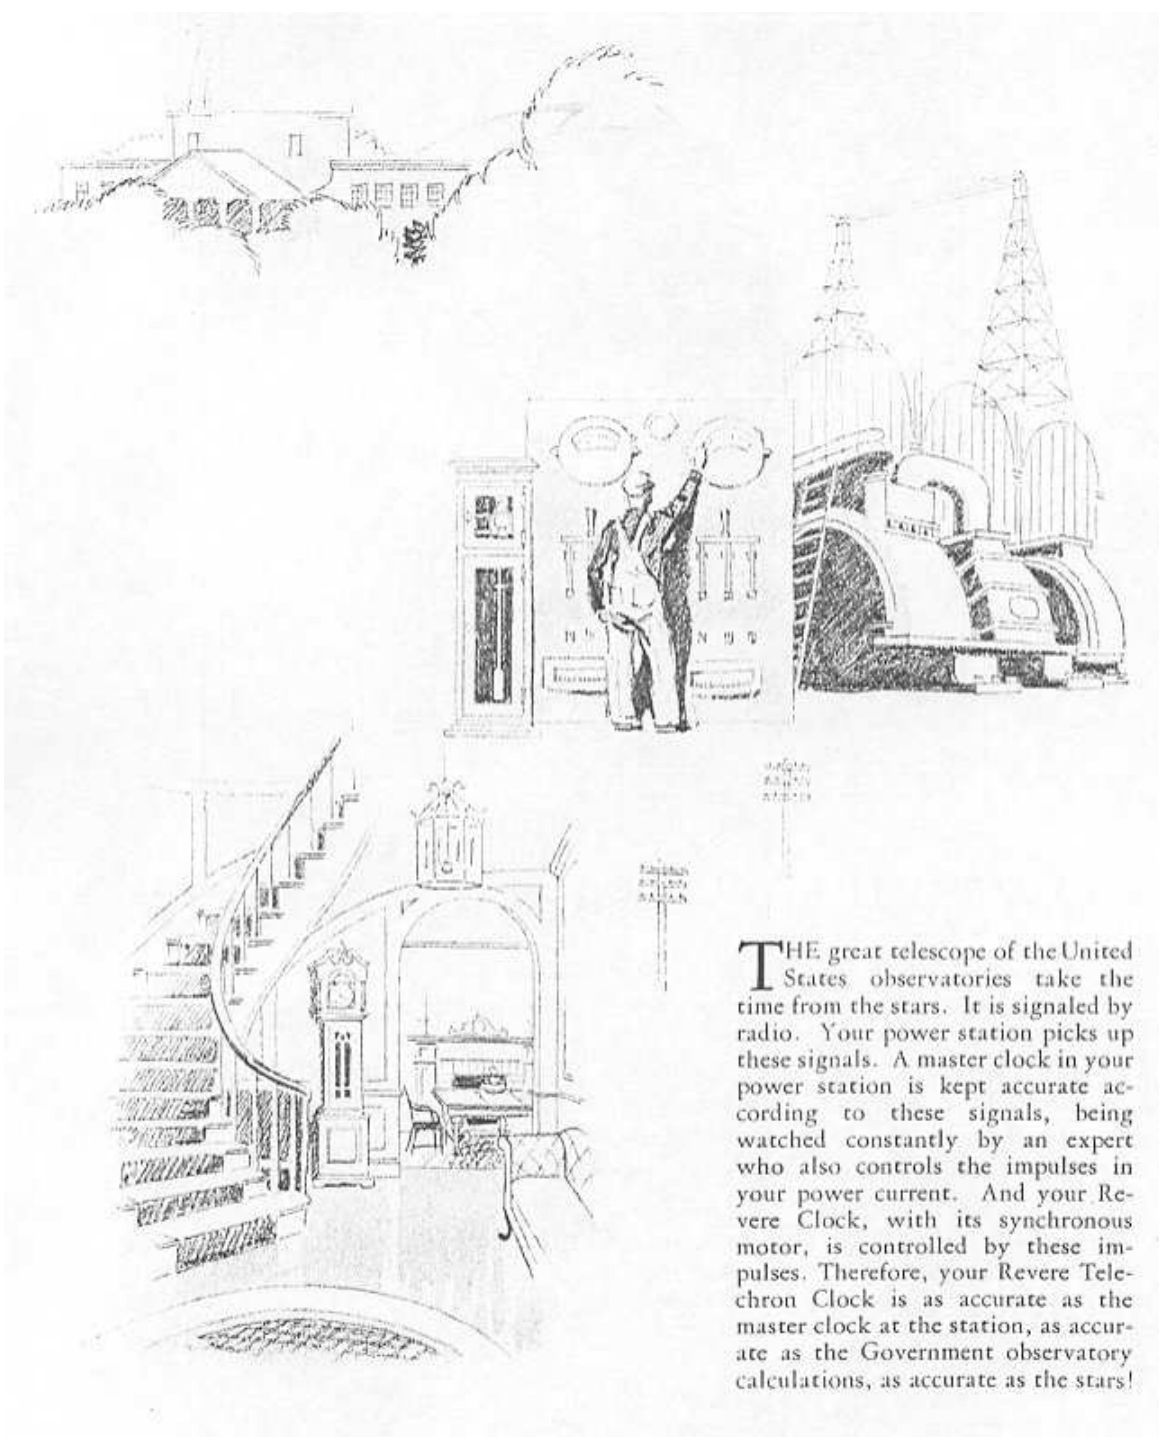 THE great telescope of the United
States observatories take the
time from the stars. It is signaled by
radio. Your power station picks up
these signals. A master clock in your
power station is kept accurate ac-
cording to these signals, being
watched constantly by an expert
who also controls the impulses in
your power current. And your Re-
vere Clock, with its synchronous
motor, is controlled by these im-
pulses. Therefore, your Revere Tele-
chron Clock is as accurate as the
master clock at the station, as accur-
ate as the Government observatory
calculations, as accurate as the stars!